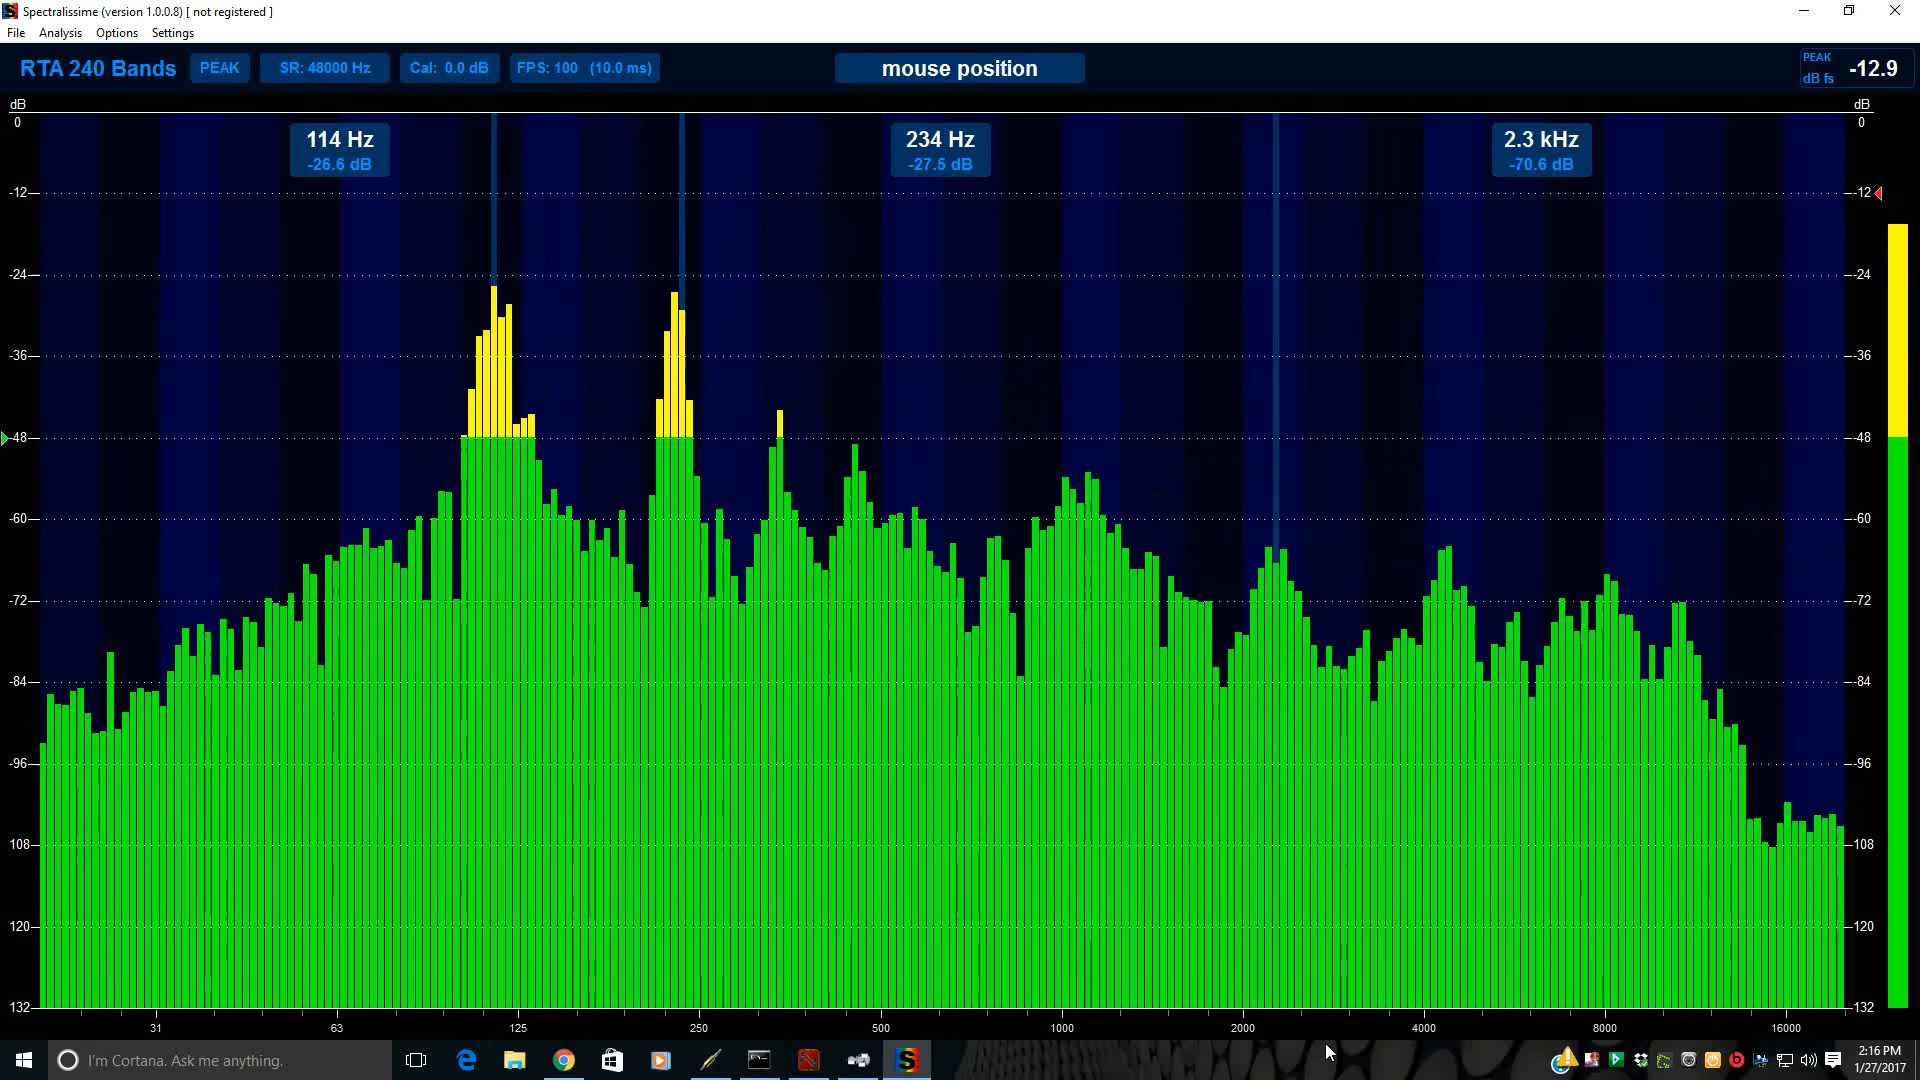 Spectralissime (version 1.0.0.8) [ not registered ]
File Analysis Options Settings
RTA 240 Bands PEAK SR: 48000 Hz Cal: 0.0 dB FPS: 100 (10.0 ms) mouse position PEAK dB fs -12.9
dB dB
0 0
114 Hz 234 Hz 2.3 kHz
-26.6 dB -27.5 dB -70.6 dB
-12 -12
-24 -24
-36 -36
-48 -48
-60 -60
-72 -72
-84 -84
-96 -96
108 -108
120 -120
132 -132
31 63 125 250 500 1000 2000 4000 8000 16000
I'm Cortana. Ask me anything.
2:16 PM
1/27/2017